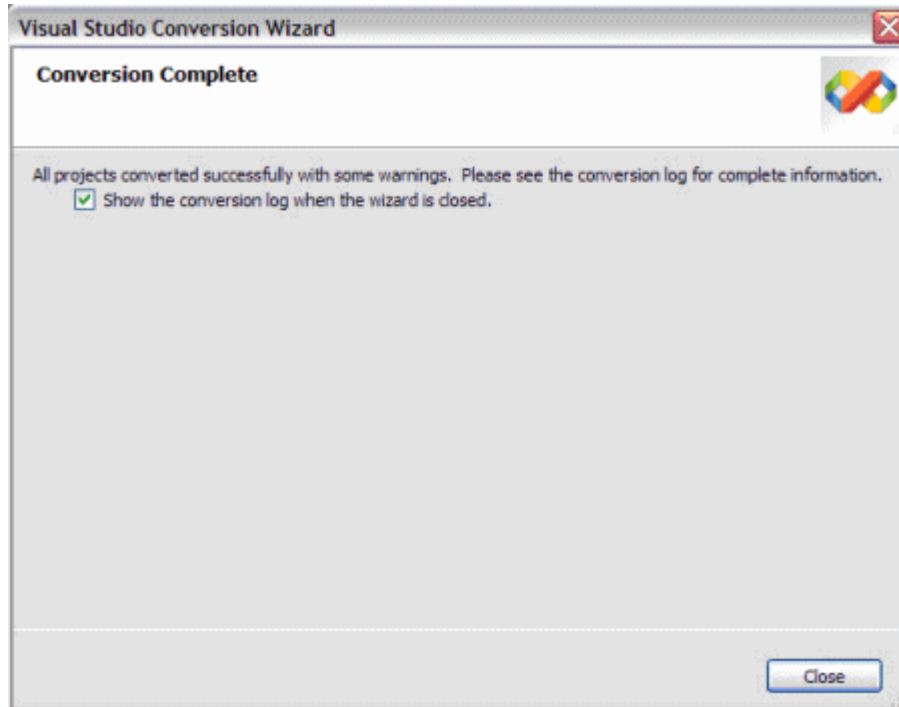 Visual Studio Conversion Wizard
Conversion Complete
All projects converted successfully with some warnings. Please see the conversion log for complete information.
Show the conversion log when the wizard is closed.
Close